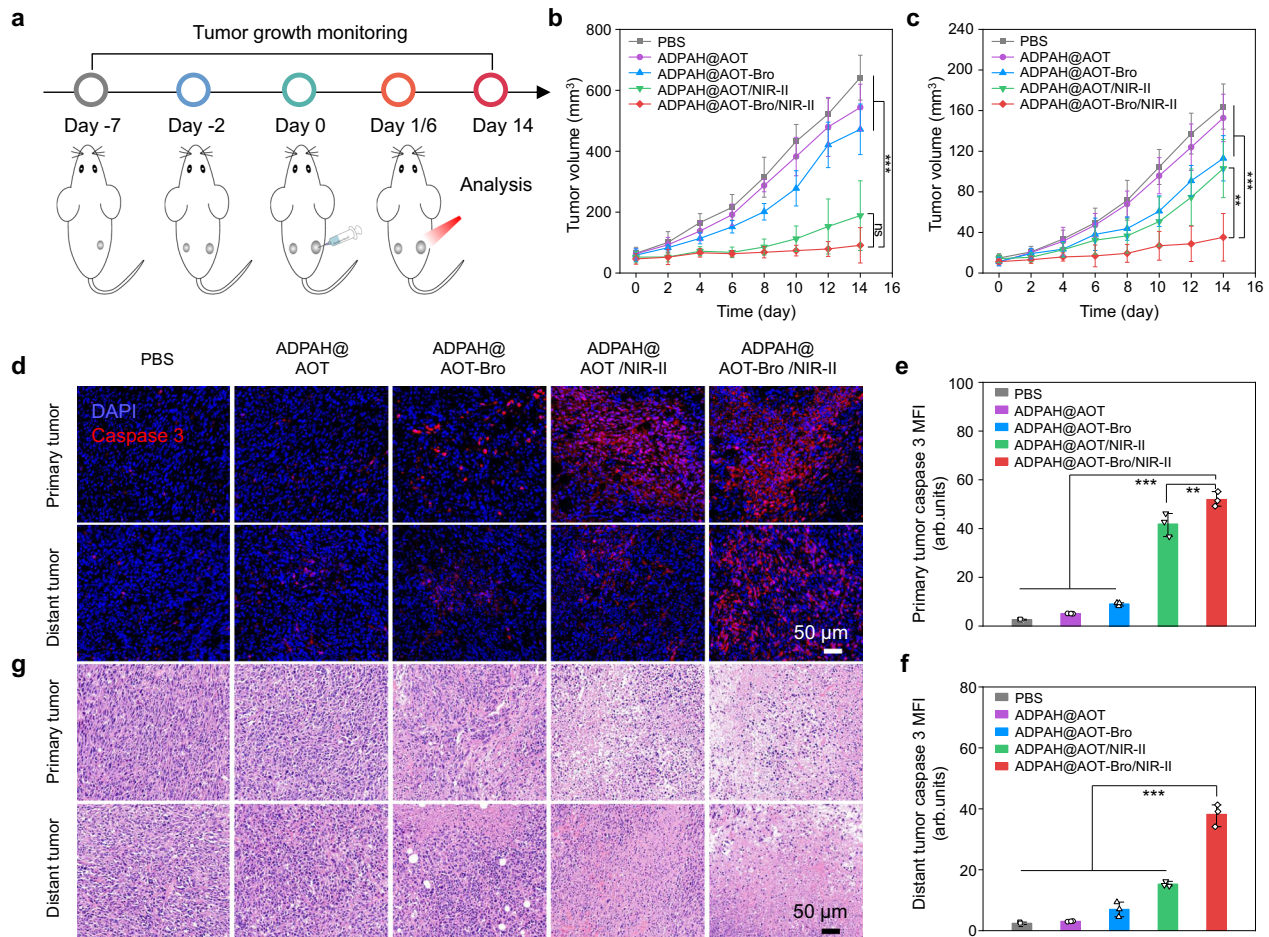 a
Tumor growth monitoring
Day -7
Day -2
Day 0
Day 1/6
Day 14
Analysis
b
800
600
400
200
0
Tumor volume (mm³)
PBS
ADPAH@AOT
ADPAH@AOT-Bro
ADPAH@AOT/NIR-II
ADPAH@AOT-Bro/NIR-II
***
ns
0 2 4 6 8 10 12 14 16
Time (day)
c
240
200
160
120
80
40
0
Tumor volume (mm³)
PBS
ADPAH@AOT
ADPAH@AOT-Bro
ADPAH@AOT/NIR-II
ADPAH@AOT-Bro/NIR-II
***
**
0 2 4 6 8 10 12 14 16
Time (day)
d
PBS
ADPAH@
AOT
ADPAH@
AOT-Bro
ADPAH@
AOT /NIR-II
ADPAH@
AOT-Bro /NIR-II
Primary tumor
DAPI
Caspase 3
Distant tumor
50 µm
e
100
80
60
40
20
0
Primary tumor caspase 3 MFI
(arb.units)
PBS
ADPAH@AOT
ADPAH@AOT-Bro
ADPAH@AOT/NIR-II
ADPAH@AOT-Bro/NIR-II
***
**
g
Primary tumor
Distant tumor
50 µm
f
80
60
40
20
0
Distant tumor caspase 3 MFI
(arb.units)
PBS
ADPAH@AOT
ADPAH@AOT-Bro
ADPAH@AOT/NIR-II
ADPAH@AOT-Bro/NIR-II
***